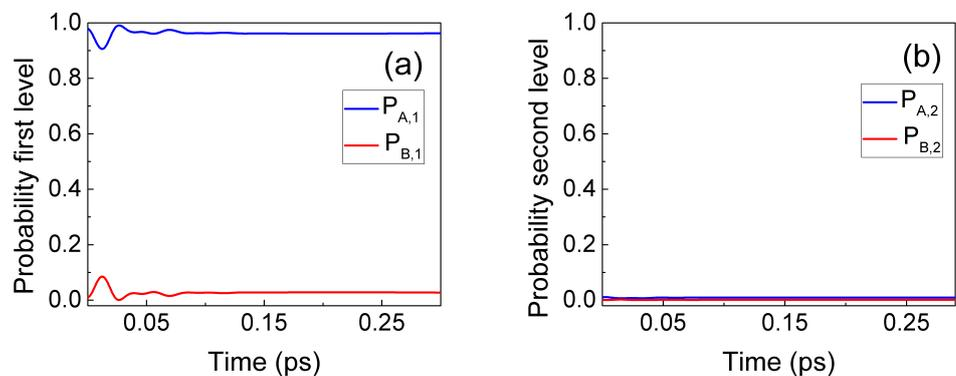 Probability first level
1.0
0.8
0.6
0.4
0.2
0.0
(a)
P_A,1
P_B,1
0.05 0.15 0.25
Time (ps)
Probability second level
1.0
0.8
0.6
0.4
0.2
0.0
(b)
P_A,2
P_B,2
0.05 0.15 0.25
Time (ps)